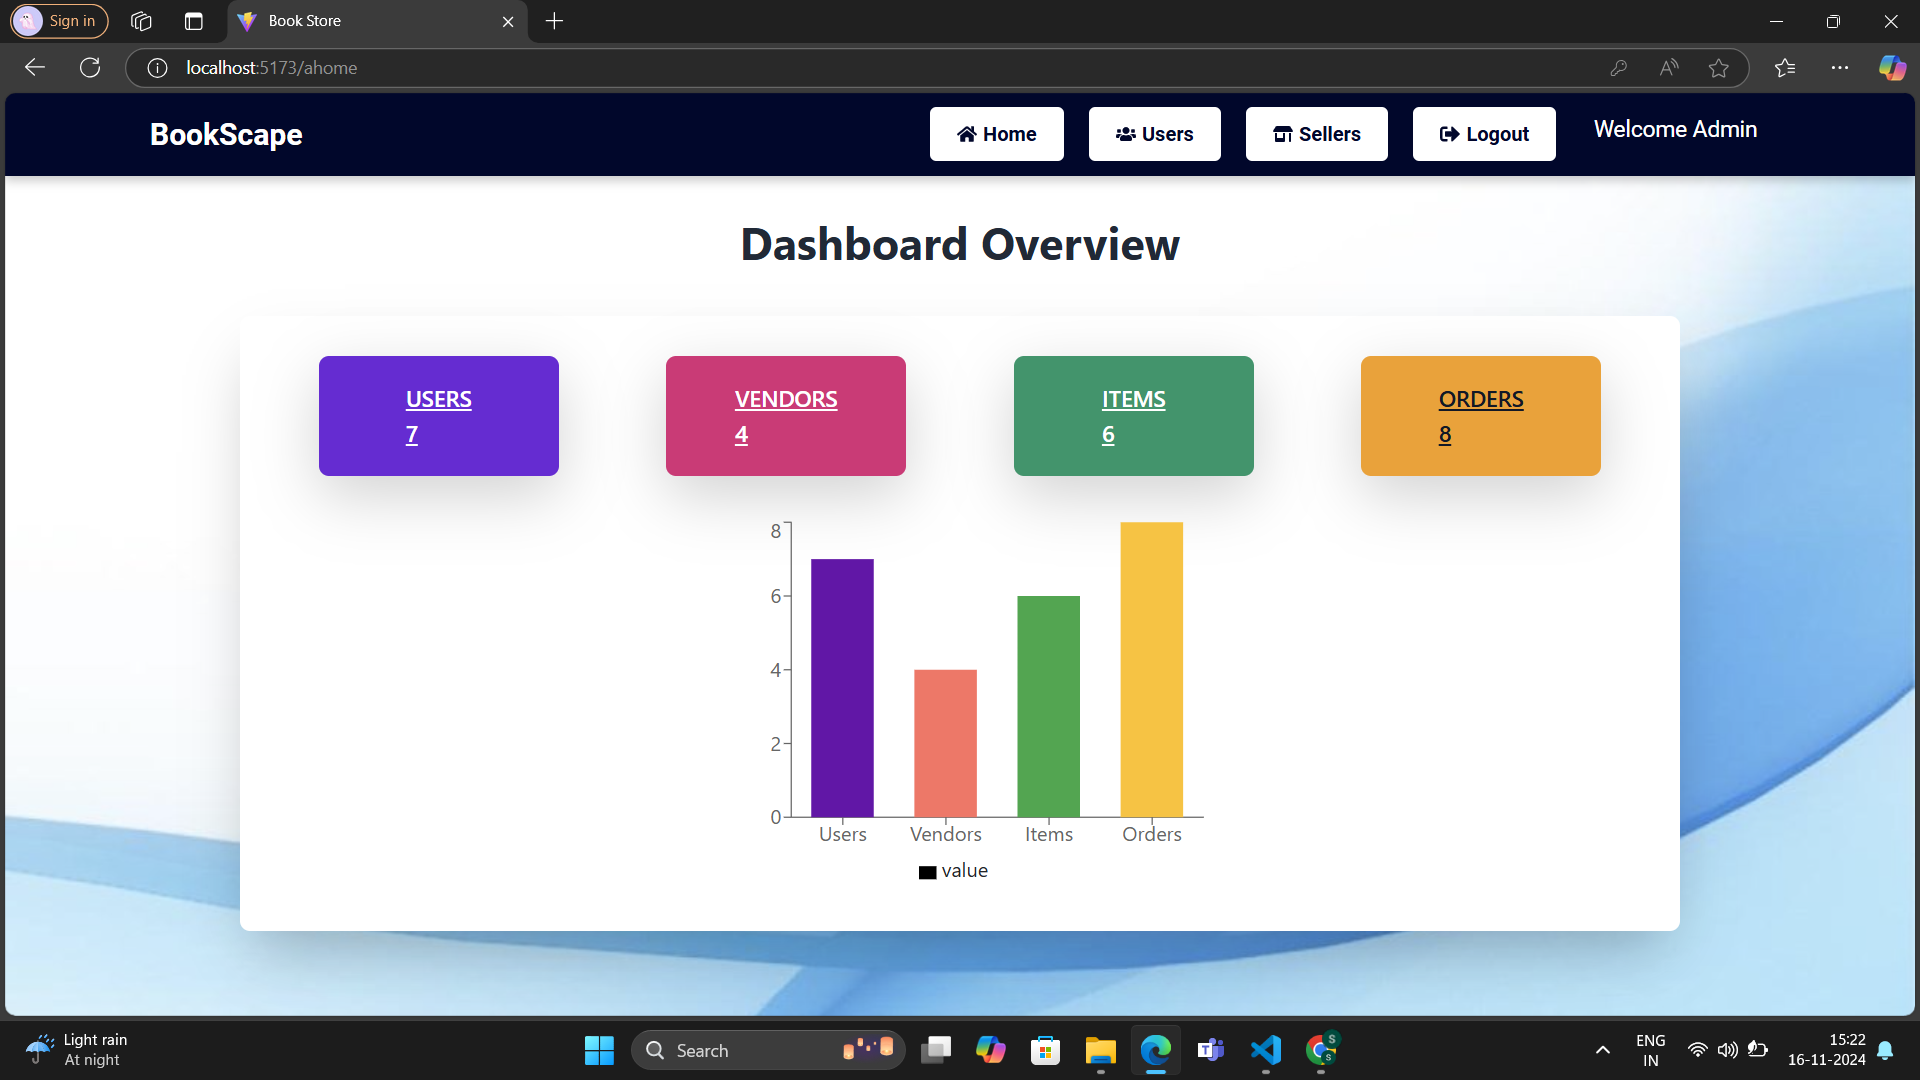 Sign in
Book Store
localhost:5173/ahome
BookScape
Home
Users
Sellers
Logout
Welcome Admin
Dashboard Overview
USERS
7
VENDORS
4
ITEMS
6
ORDERS
8
8
6
4
2
0
Users
Vendors
Items
Orders
value
Light rain
At night
Search
ENG
IN
15:22
16-11-2024